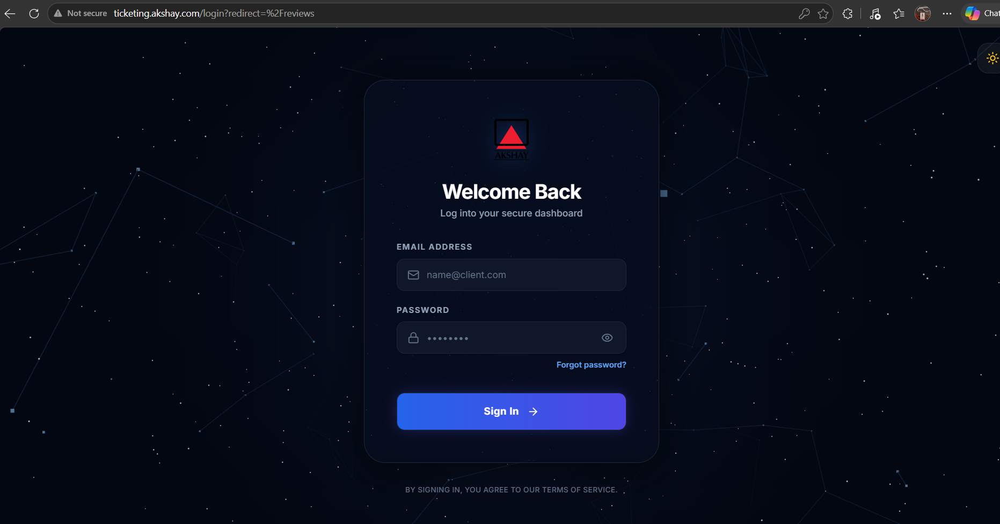 Not secure ticketing.akshay.com/login?redirect=%2Freviews
Chat
AKSHAY
Welcome Back
Log into your secure dashboard
EMAIL ADDRESS
name@client.com
PASSWORD
Forgot password?
Sign In
BY SIGNING IN, YOU AGREE TO OUR TERMS OF SERVICE.